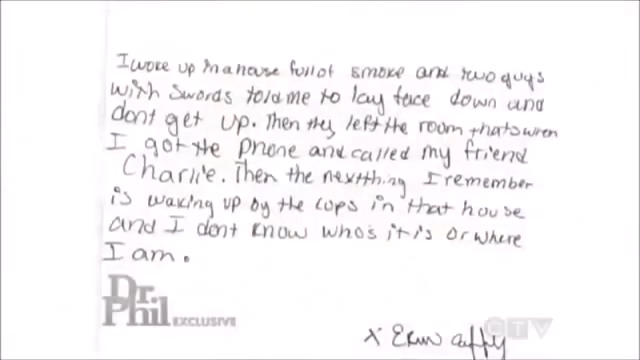 I woke up in a house full of smoke and two guys
with swords told me to lay face down and
dont get up. Then they left the room thats when
I got the phone and called my friend
Charlie. Then the next thing I remember
is waking up by the cops in that house
and I dont know who's it is or where
I am.
Dr.
Phil EXCLUSIVE
CTV
x Erin Caffey